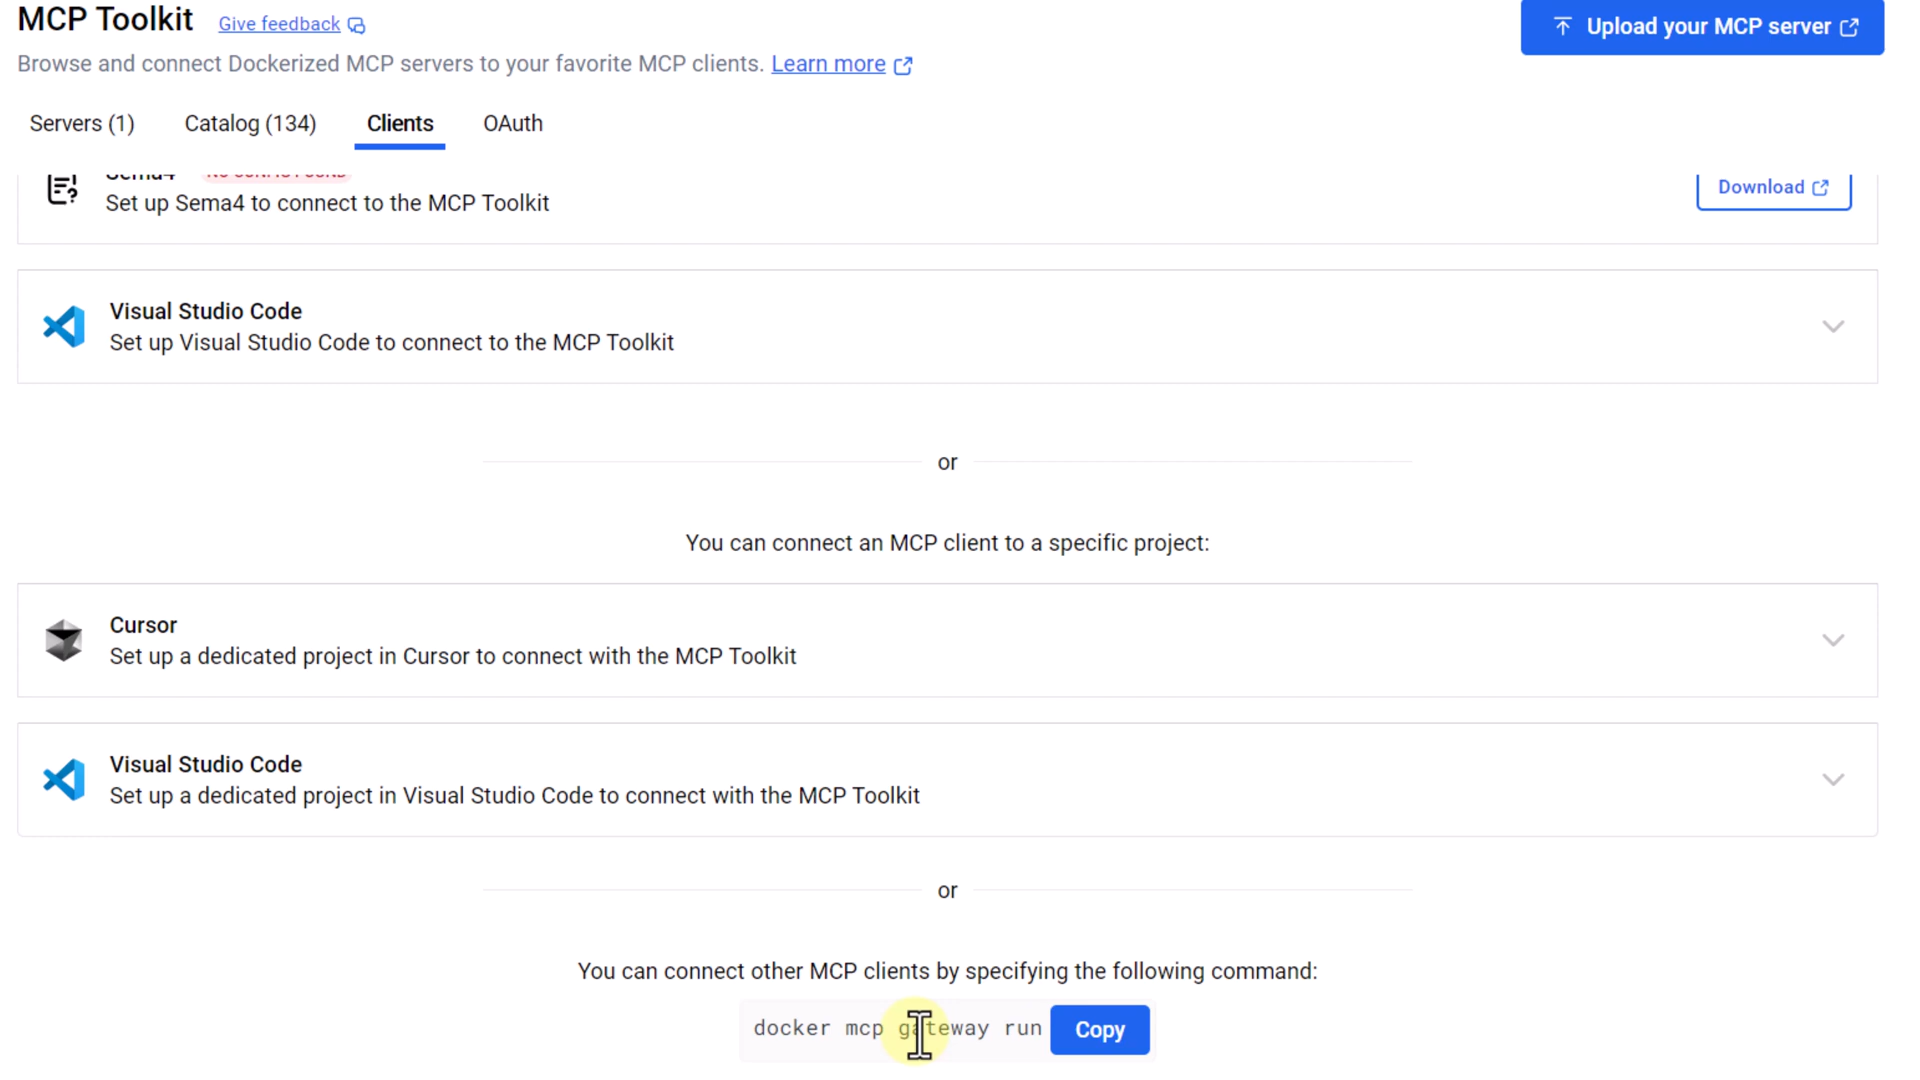 MCP Toolkit Give feedback
Upload your MCP server
Browse and connect Dockerized MCP servers to your favorite MCP clients. Learn more
Servers (1) Catalog (134) Clients OAuth
Sema4
Set up Sema4 to connect to the MCP Toolkit
Download
Visual Studio Code
Set up Visual Studio Code to connect to the MCP Toolkit
or
You can connect an MCP client to a specific project:
Cursor
Set up a dedicated project in Cursor to connect with the MCP Toolkit
Visual Studio Code
Set up a dedicated project in Visual Studio Code to connect with the MCP Toolkit
or
You can connect other MCP clients by specifying the following command:
docker mcp gateway run Copy